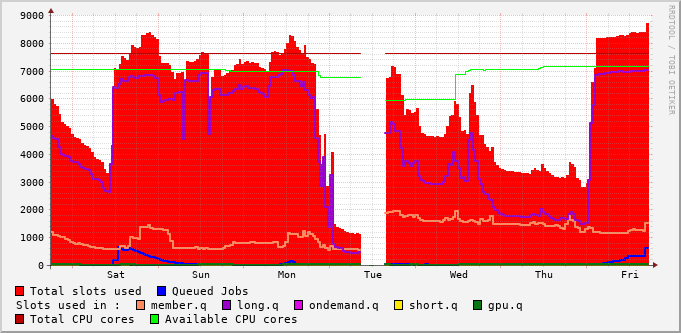 RRDTOOL / TOBI OETIKER
9000
8000
7000
6000
5000
4000
3000
2000
1000
0
Sat Sun Mon Tue Wed Thu Fri
Total slots used Queued Jobs
Slots used in : member.q long.q ondemand.q short.q gpu.q
Total CPU cores Available CPU cores